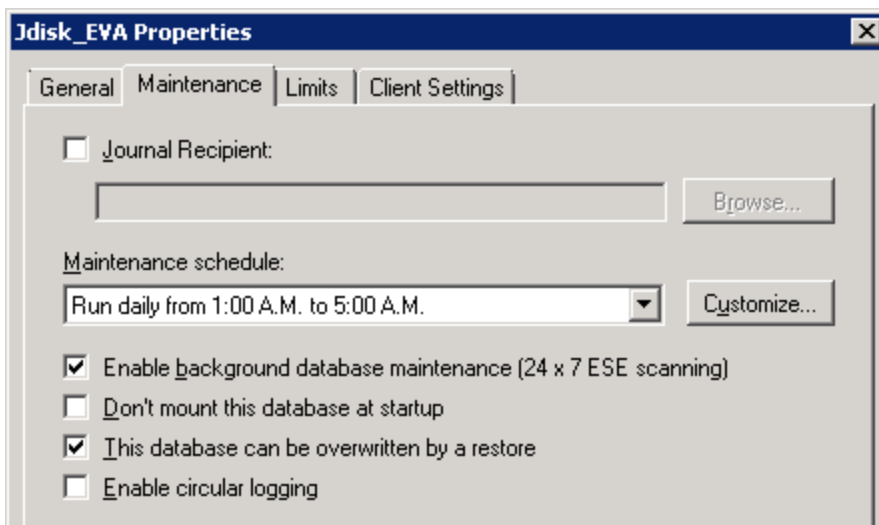 Jdisk_EVA Properties
General Maintenance Limits Client Settings
Journal Recipient:
Browse...
Maintenance schedule:
Run daily from 1:00 A.M. to 5:00 A.M. Customize...
Enable background database maintenance (24 x 7 ESE scanning)
Don't mount this database at startup
This database can be overwritten by a restore
Enable circular logging